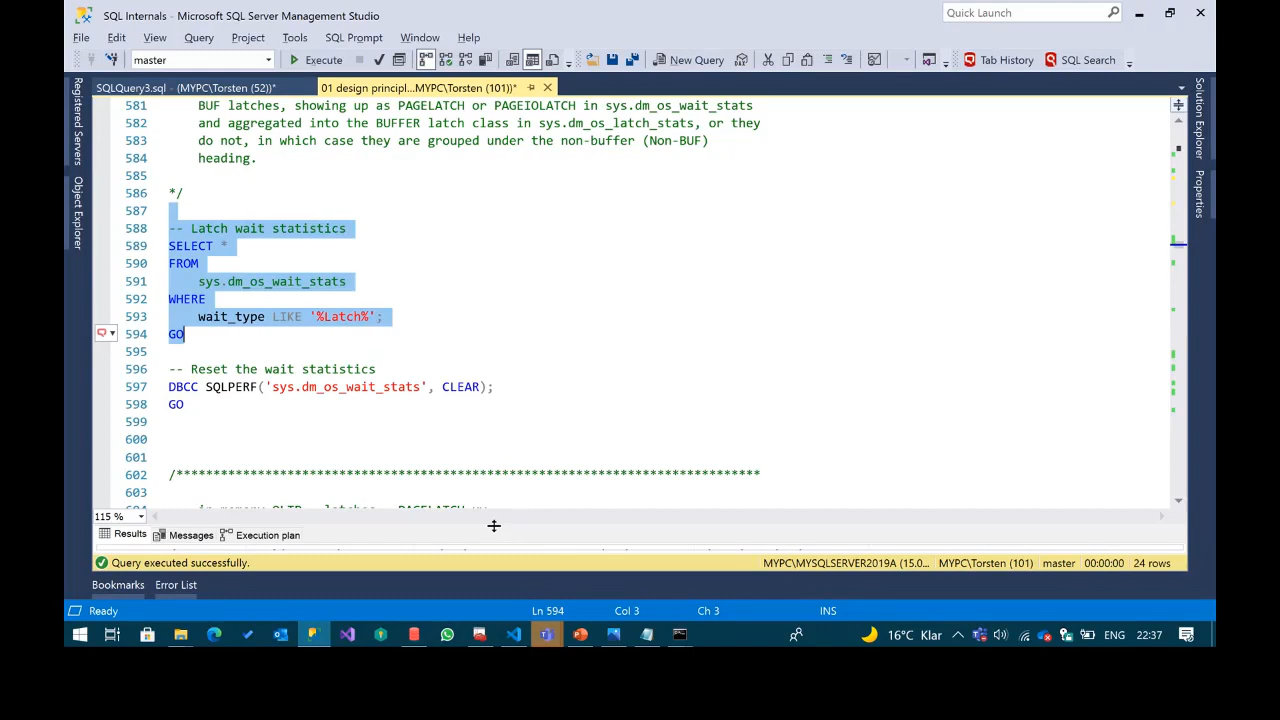 SQL Internals - Microsoft SQL Server Management Studio
Quick Launch
File Edit View Query Project Tools SQL Prompt Window Help
master Execute New Query Tab History SQL Search
SQLQuery3.sql - (MYPC\Torsten (52))* 01 design principl...MYPC\Torsten (101))*
Registered Servers
Object Explorer
Solution Explorer
Properties
581 BUF latches, showing up as PAGELATCH or PAGEIOLATCH in sys.dm_os_wait_stats
582 and aggregated into the BUFFER latch class in sys.dm_os_latch_stats, or they
583 do not, in which case they are grouped under the non-buffer (Non-BUF)
584 heading.
585
586 */
587
588 -- Latch wait statistics
589 SELECT *
590 FROM
591 sys.dm_os_wait_stats
592 WHERE
593 wait_type LIKE '%Latch%';
594 GO
595
596 -- Reset the wait statistics
597 DBCC SQLPERF('sys.dm_os_wait_stats', CLEAR);
598 GO
599
600
601
602 /*******************************************************************************
603
115 %
Results Messages Execution plan
Query executed successfully. MYPC\MYSQLSERVER2019A (15.0... MYPC\Torsten (101) master 00:00:00 24 rows
Bookmarks Error List
Ready Ln 594 Col 3 Ch 3 INS
16°C Klar ENG 22:37